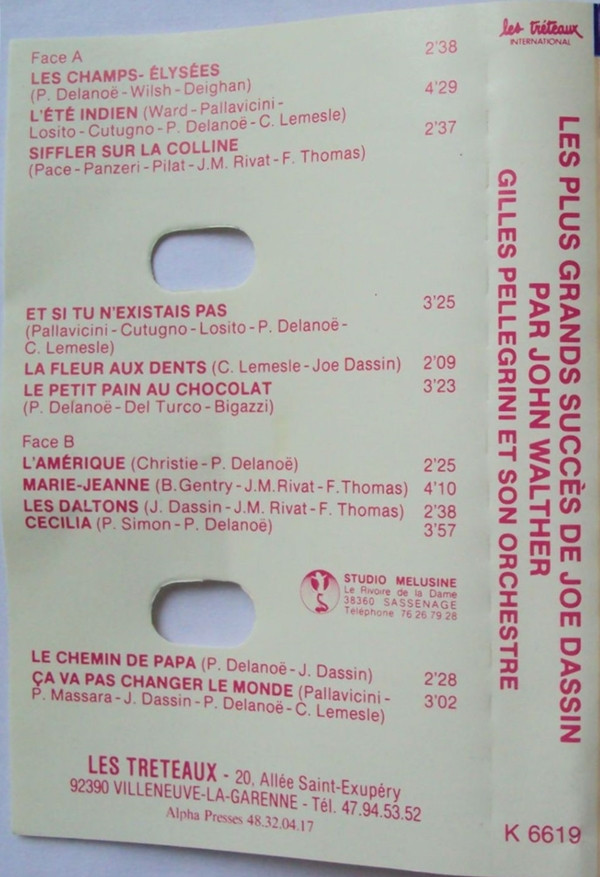 Face A
LES CHAMPS- ÉLYSÉES 2'38
(P. Delanoë-Wilsh-Deighan)
L'ÉTÉ INDIEN (Ward-Pallavicini- 4'29
Losito-Cutugno-P. Delanoë-C. Lemesle)
SIFFLER SUR LA COLLINE 2'37
(Pace-Panzeri-Pilat-J.M. Rivat-F. Thomas)
ET SI TU N'EXISTAIS PAS 3'25
(Pallavicini-Cutugno-Losito-P. Delanoë-
C. Lemesle)
LA FLEUR AUX DENTS (C. Lemesle-Joe Dassin) 2'09
LE PETIT PAIN AU CHOCOLAT 3'23
(P. Delanoë-Del Turco-Bigazzi)
Face B
L'AMÉRIQUE (Christie-P. Delanoë) 2'25
MARIE-JEANNE (B.Gentry-J.M.Rivat-F.Thomas) 4'10
LES DALTONS (J. Dassin-J.M. Rivat-F. Thomas) 2'38
CECILIA (P. Simon-P. Delanoë) 3'57
STUDIO MELUSINE
Le Rivoire de la Dame
38360 SASSENAGE
Téléphone 76.26.79.28
LE CHEMIN DE PAPA (P. Delanoë-J. Dassin) 2'28
ÇA VA PAS CHANGER LE MONDE (Pallavicini- 3'02
P. Massara-J. Dassin-P. Delanoë-C. Lemesle)
LES TRETEAUX - 20, Allée Saint-Exupéry
92390 VILLENEUVE-LA-GARENNE - Tél. 47.94.53.52
Alpha Presses 48.32.04.17
les tréteaux
INTERNATIONAL
LES PLUS GRANDS SUCCÈS DE JOE DASSIN
PAR JOHN WALTHER
GILLES PELLEGRINI ET SON ORCHESTRE
K 6619